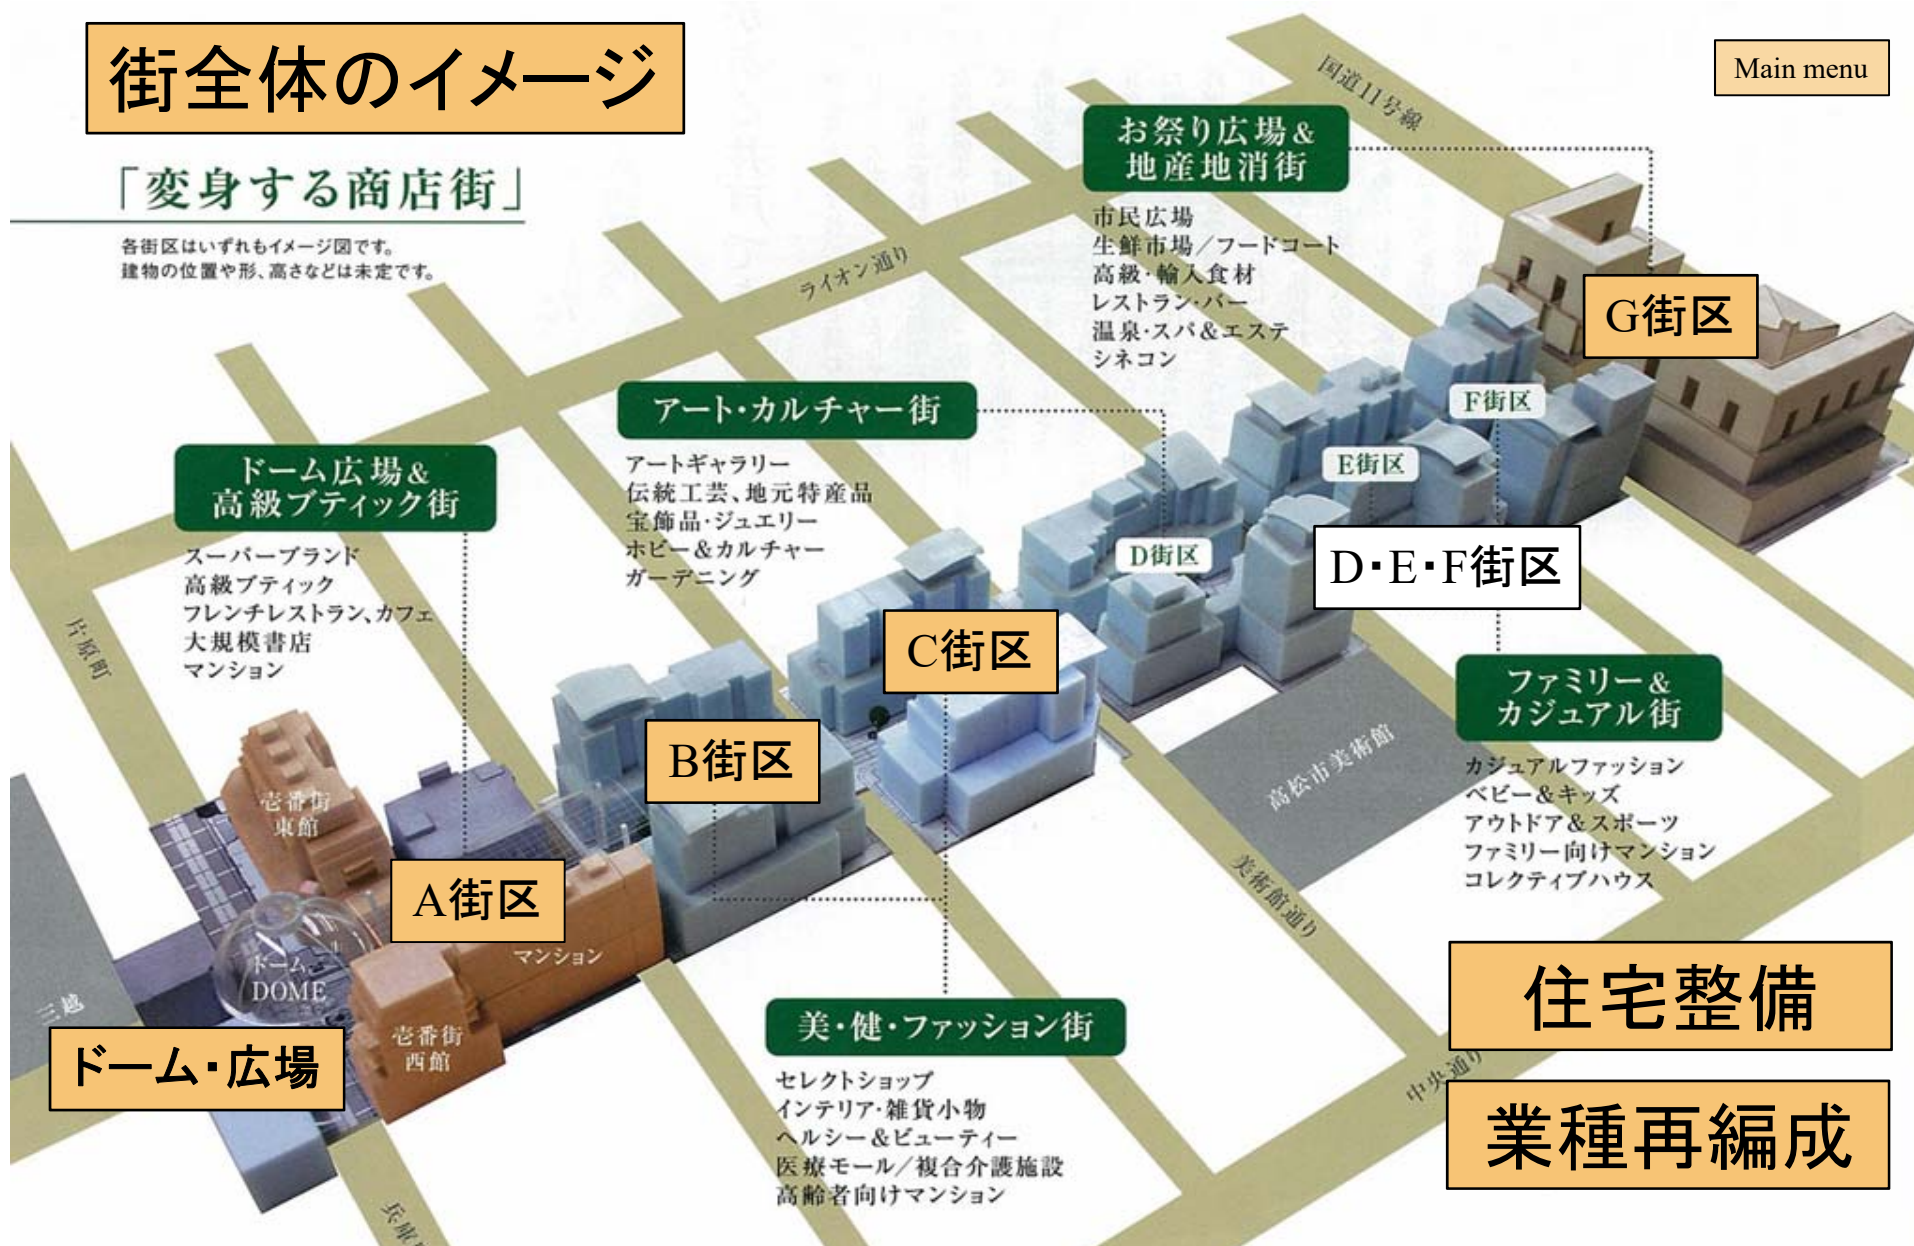 街全体のイメージ
Main menu
「変身する商店街」
各街区はいずれもイメージ図です。
建物の位置や形、高さなどは未定です。
国道11号線
お祭り広場&
地産地消街
市民広場
生鮮市場/フードコート
高級・輸入食材
レストラン・バー
温泉・スパ&エステ
シネコン
G街区
ライオン通り
アート・カルチャー街
アートギャラリー
伝統工芸、地元特産品
宝飾品・ジュエリー
ホビー&カルチャー
ガーデニング
F街区
E街区
D街区
D・E・F街区
ドーム広場&
高級ブティック街
スーパーブランド
高級ブティック
フレンチレストラン、カフェ
大規模書店
マンション
片原町
C街区
B街区
A街区
ファミリー&
カジュアル街
カジュアルファッション
ベビー&キッズ
アウトドア&スポーツ
ファミリー向けマンション
コレクティブハウス
高松市美術館
美術館通り
壱番街
東館
マンション
ドーム
DOME
三越
壱番街
西館
ドーム・広場
美・健・ファッション街
セレクトショップ
インテリア・雑貨小物
ヘルシー&ビューティー
医療モール/複合介護施設
高齢者向けマンション
中央通り
兵庫
住宅整備
業種再編成